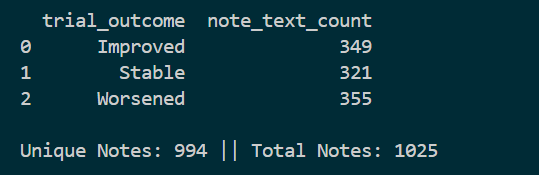 trial_outcome note_text_count
0 Improved 349
1 Stable 321
2 Worsened 355
Unique Notes: 994 || Total Notes: 1025